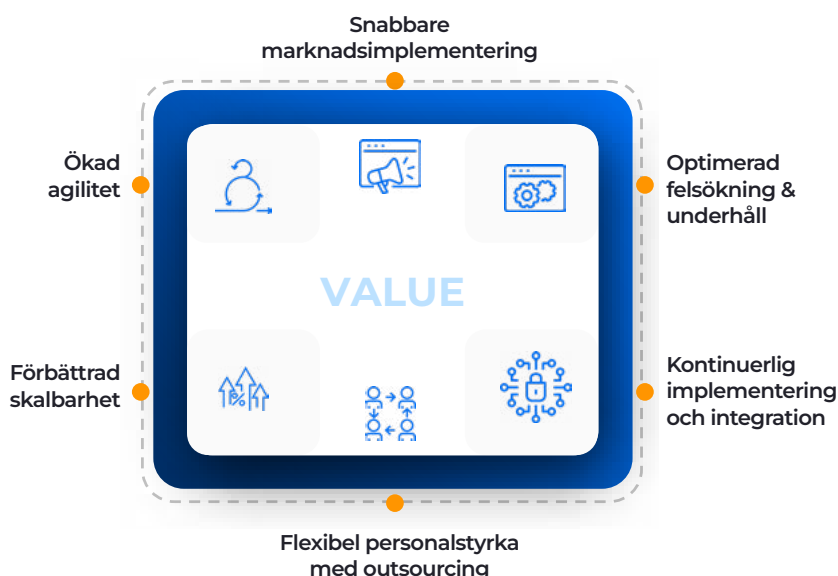 Snabbare
marknadsimplementering
Ökad
agilitet
Optimerad
felsökning &
underhåll
VALUE
Förbättrad
skalbarhet
Kontinuerlig
implementering
och integration
Flexibel personalstyrka
med outsourcing